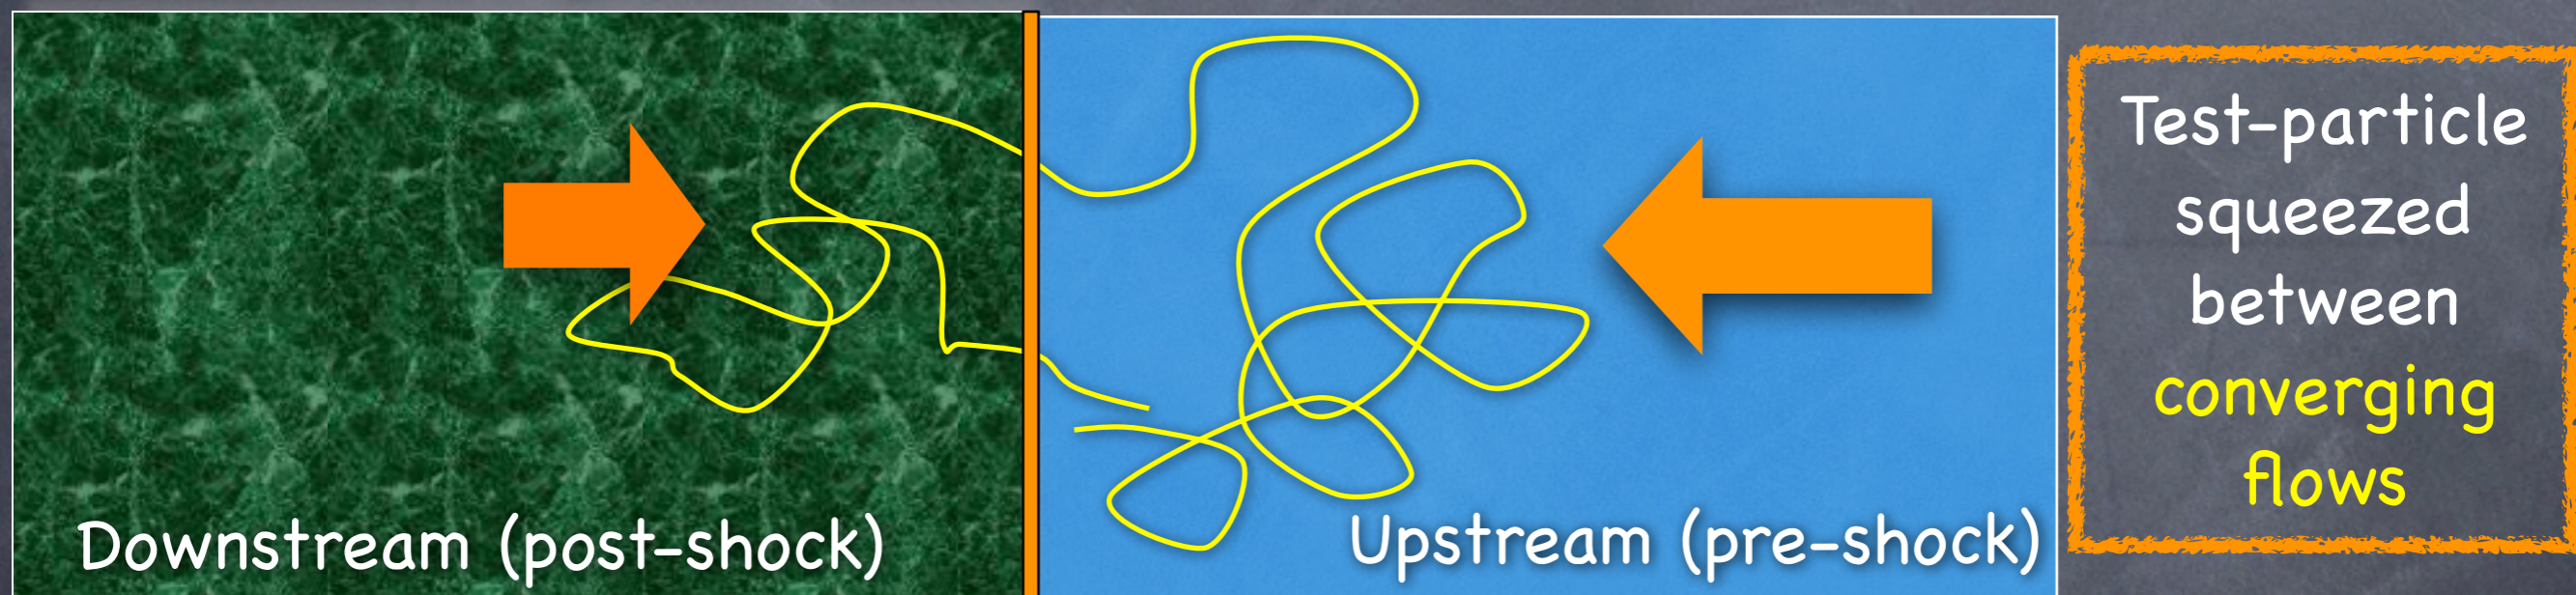 Downstream (post-shock)
Upstream (pre-shock)
Test-particle
squeezed
between
converging
flows